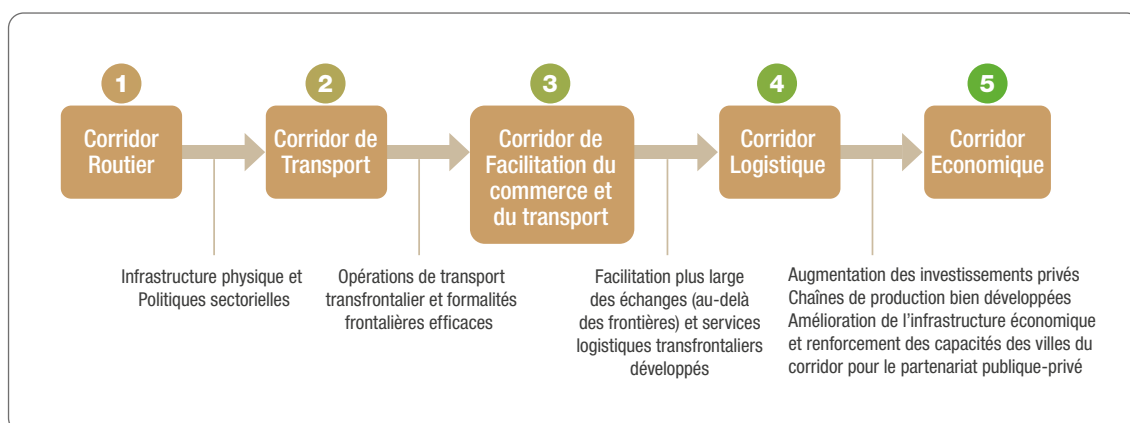 1
2
3
4
5
Corridor
Routier
Corridor de
Transport
Corridor de
Facilitation du
commerce et
du transport
Corridor
Logistique
Corridor
Economique
Infrastructure physique et
Politiques sectorielles
Opérations de transport
transfrontalier et formalités
frontalières efficaces
Facilitation plus large
des échanges (au-delà
des frontières) et services
logistiques transfrontaliers
développés
Augmentation des investissements privés
Chaînes de production bien développées
Amélioration de l’infrastructure économique
et renforcement des capacités des villes du
corridor pour le partenariat publique-privé